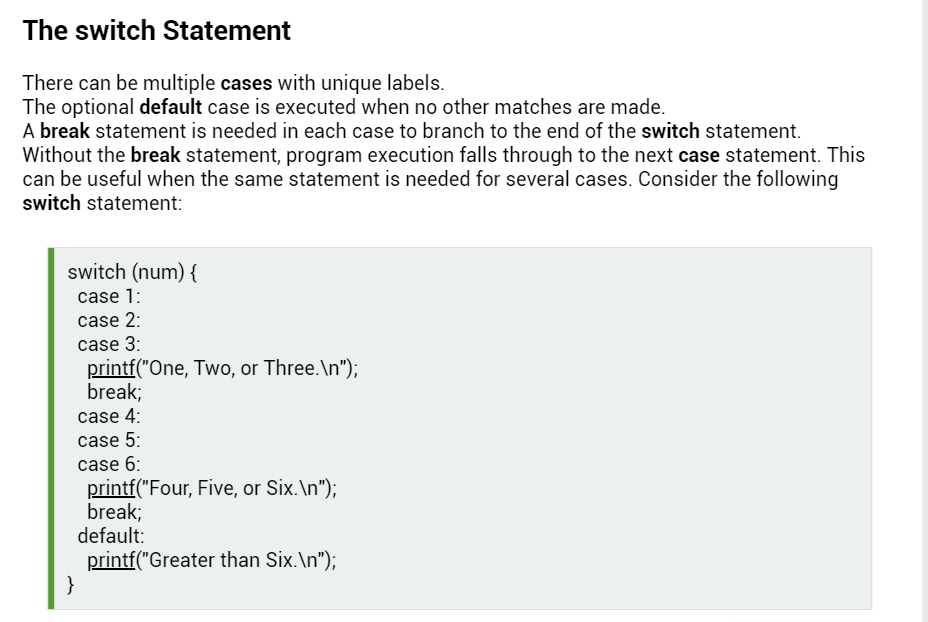 The switch Statement
There can be multiple cases with unique labels.
The optional default case is executed when no other matches are made.
A break statement is needed in each case to branch to the end of the switch statement.
Without the break statement, program execution falls through to the next case statement. This
can be useful when the same statement is needed for several cases. Consider the following
switch statement:
switch (num) {
case 1:
case 2:
case 3:
printf("One, Two, or Three.\n");
break;
case 4:
case 5:
case 6:
printf("Four, Five, or Six.\n");
break;
default:
printf("Greater than Six.\n");
}